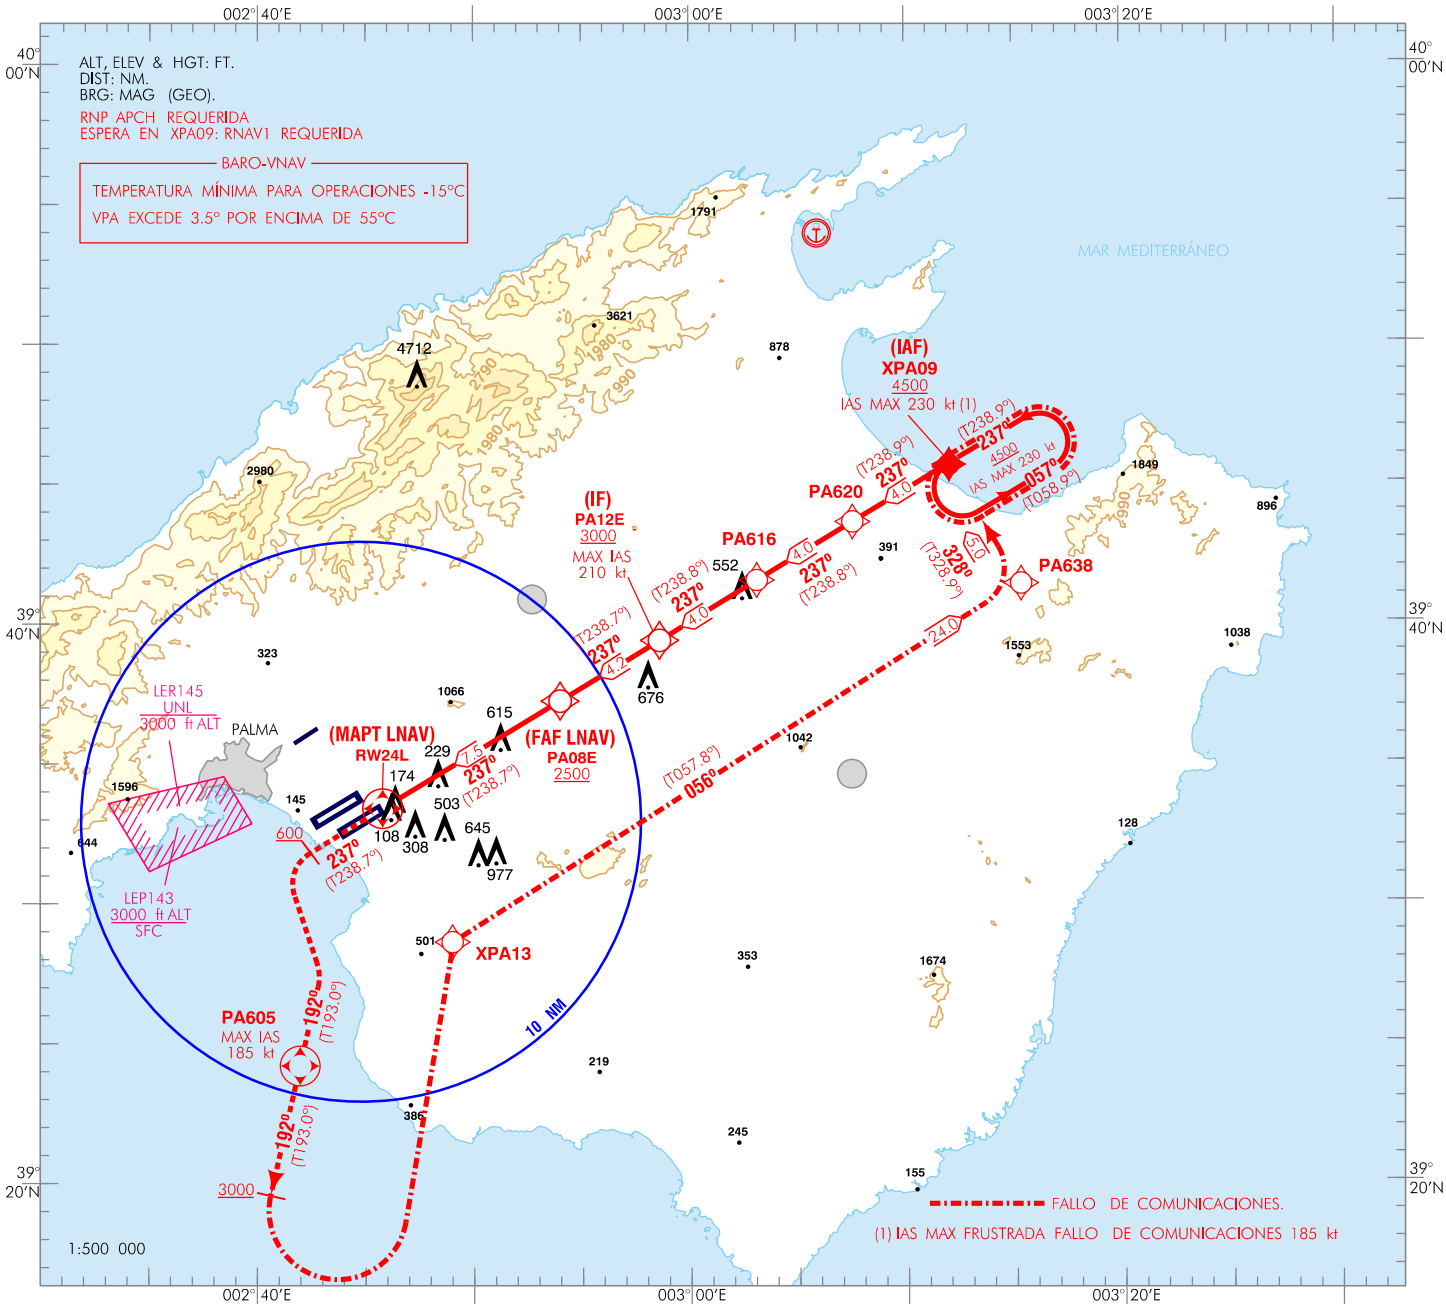 002°40'E
003°00'E
003°20'E
40°
00'N
40°
00'N
ALT, ELEV & HGT: FT.
DIST: NM.
BRG: MAG (GEO).
RNP APCH REQUERIDA
ESPERA EN XPA09: RNAV1 REQUERIDA
BARO-VNAV
TEMPERATURA MÍNIMA PARA OPERACIONES -15°C
VPA EXCEDE 3.5° POR ENCIMA DE 55°C
1791
MAR MEDITERRÁNEO
3621
1980
990
878
4712
2790
1980
(IAF)
XPA09
4500
IAS MAX 230 kt (1)
(T238.9°)
237°
4500
IAS MAX 230 kt
057°
(T058.9°)
(T238.9°)
237°
4.0
1849
990
896
2980
PA620
(IF)
PA12E
3000
MAX IAS
210 kt
PA616
552
4.0
237°
(T238.8°)
391
5.0
328°
(T328.9°)
PA638
(T238.8°)
237°
4.0
39°
40'N
39°
40'N
(T238.7°)
237°
4.2
24.0
1553
1038
323
676
LER145
UNL
3000 ft ALT
PALMA
1066
615
(MAPT LNAV)
RW24L
229
7.5
237°
(T238.7°)
(FAF LNAV)
PA08E
2500
1042
(T057.8°)
056°
174
1596
145
503
108
308
645
977
128
644
600
237°
(T238.7°)
LEP143
3000 ft ALT
SFC
501
XPA13
353
1674
192°
(T193.0°)
PA605
MAX IAS
185 kt
10 NM
219
386
192°
(T193.0°)
245
155
39°
20'N
39°
20'N
3000
FALLO DE COMUNICACIONES.
(1) IAS MAX FRUSTRADA FALLO DE COMUNICACIONES 185 kt
1:500 000
002°40'E
003°00'E
003°20'E